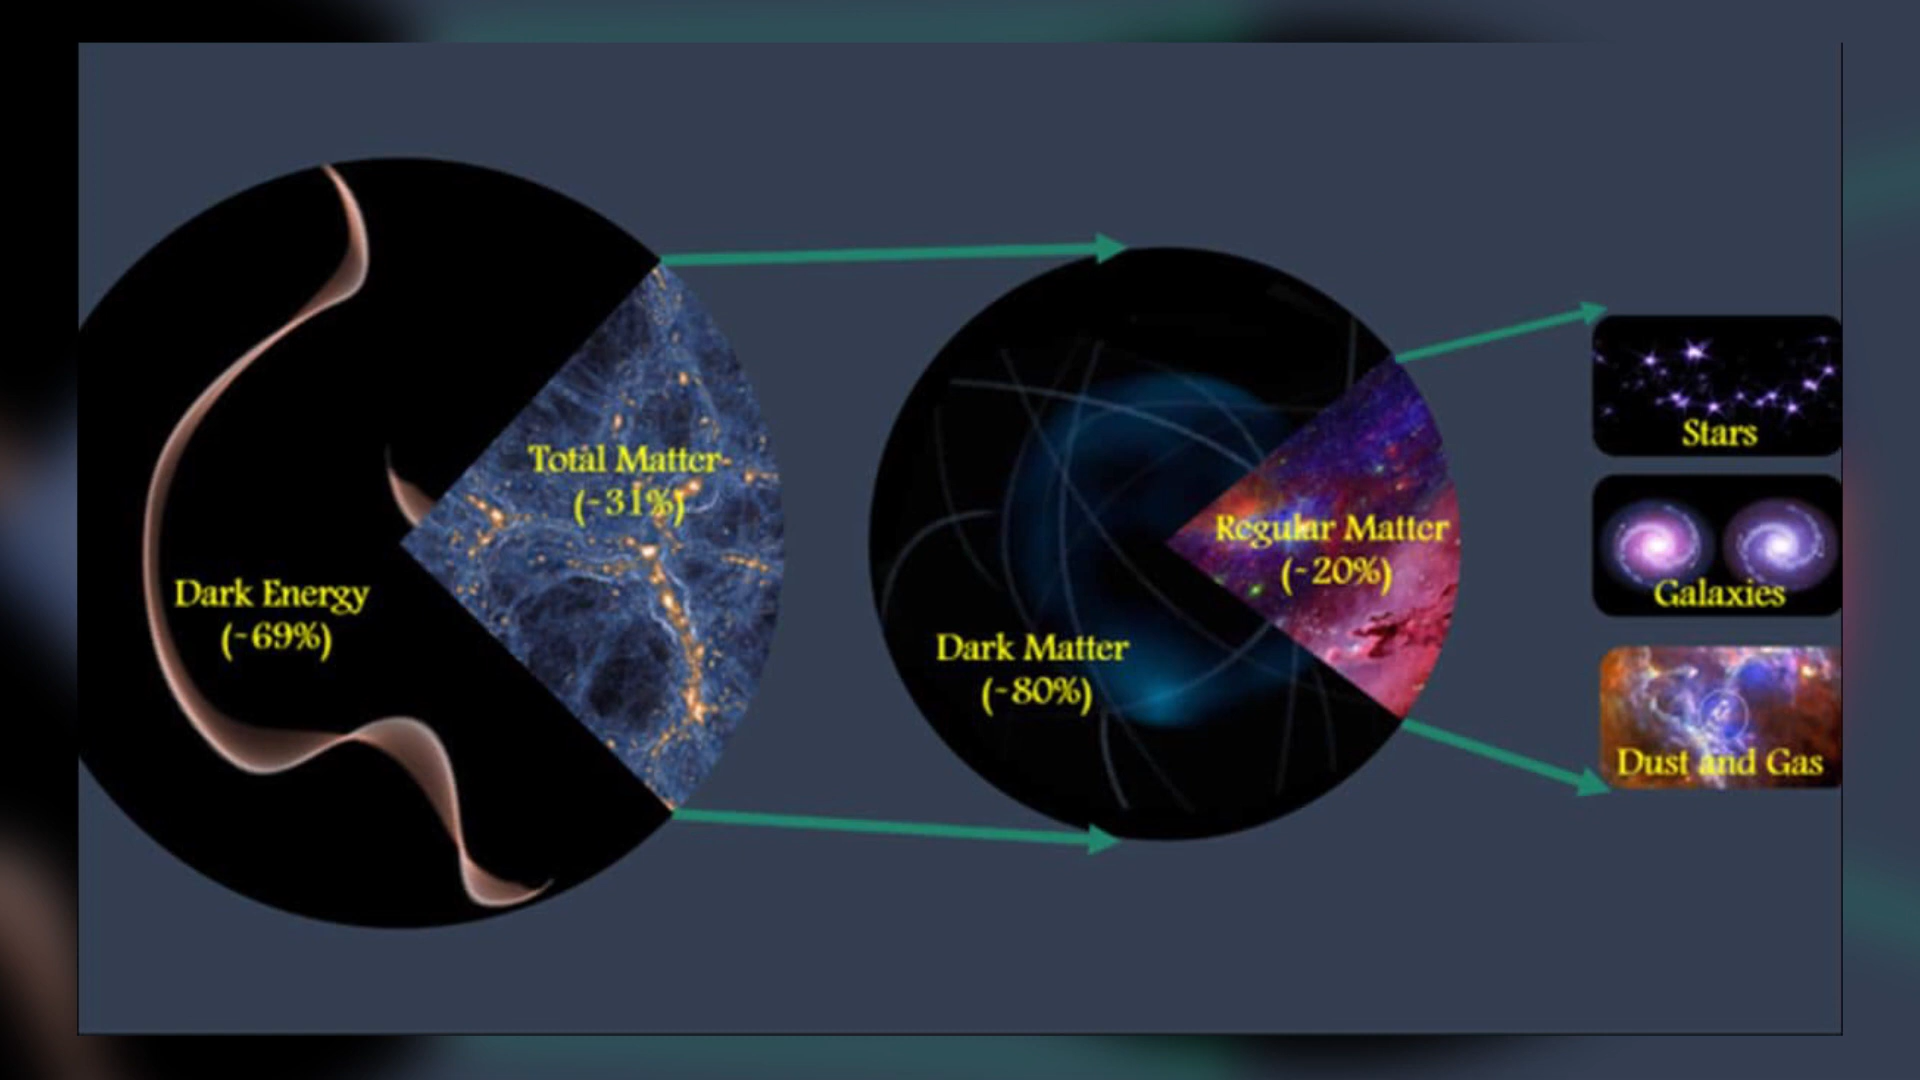 Total Matter-
(~31%)
Dark Energy
(~69%)
Regular Matter
(~20%)
Dark Matter
(~80%)
Stars
Galaxies
Dust and Gas